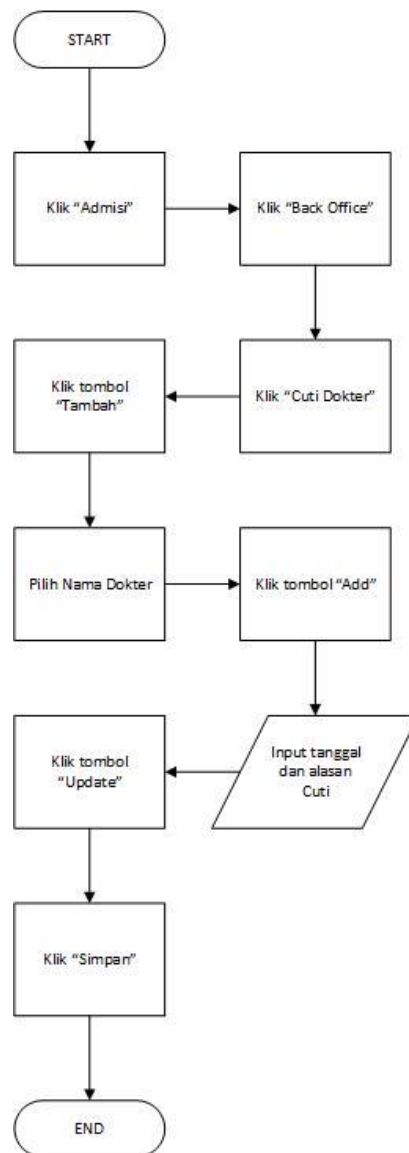 START
Klik “Admisi”
Klik “Back Office”
Klik “Cuti Dokter”
Klik tombol
“Tambah”
Pilih Nama Dokter
Klik tombol “Add”
Input tanggal
dan alasan
Cuti
Klik tombol
“Update”
Klik “Simpan”
END